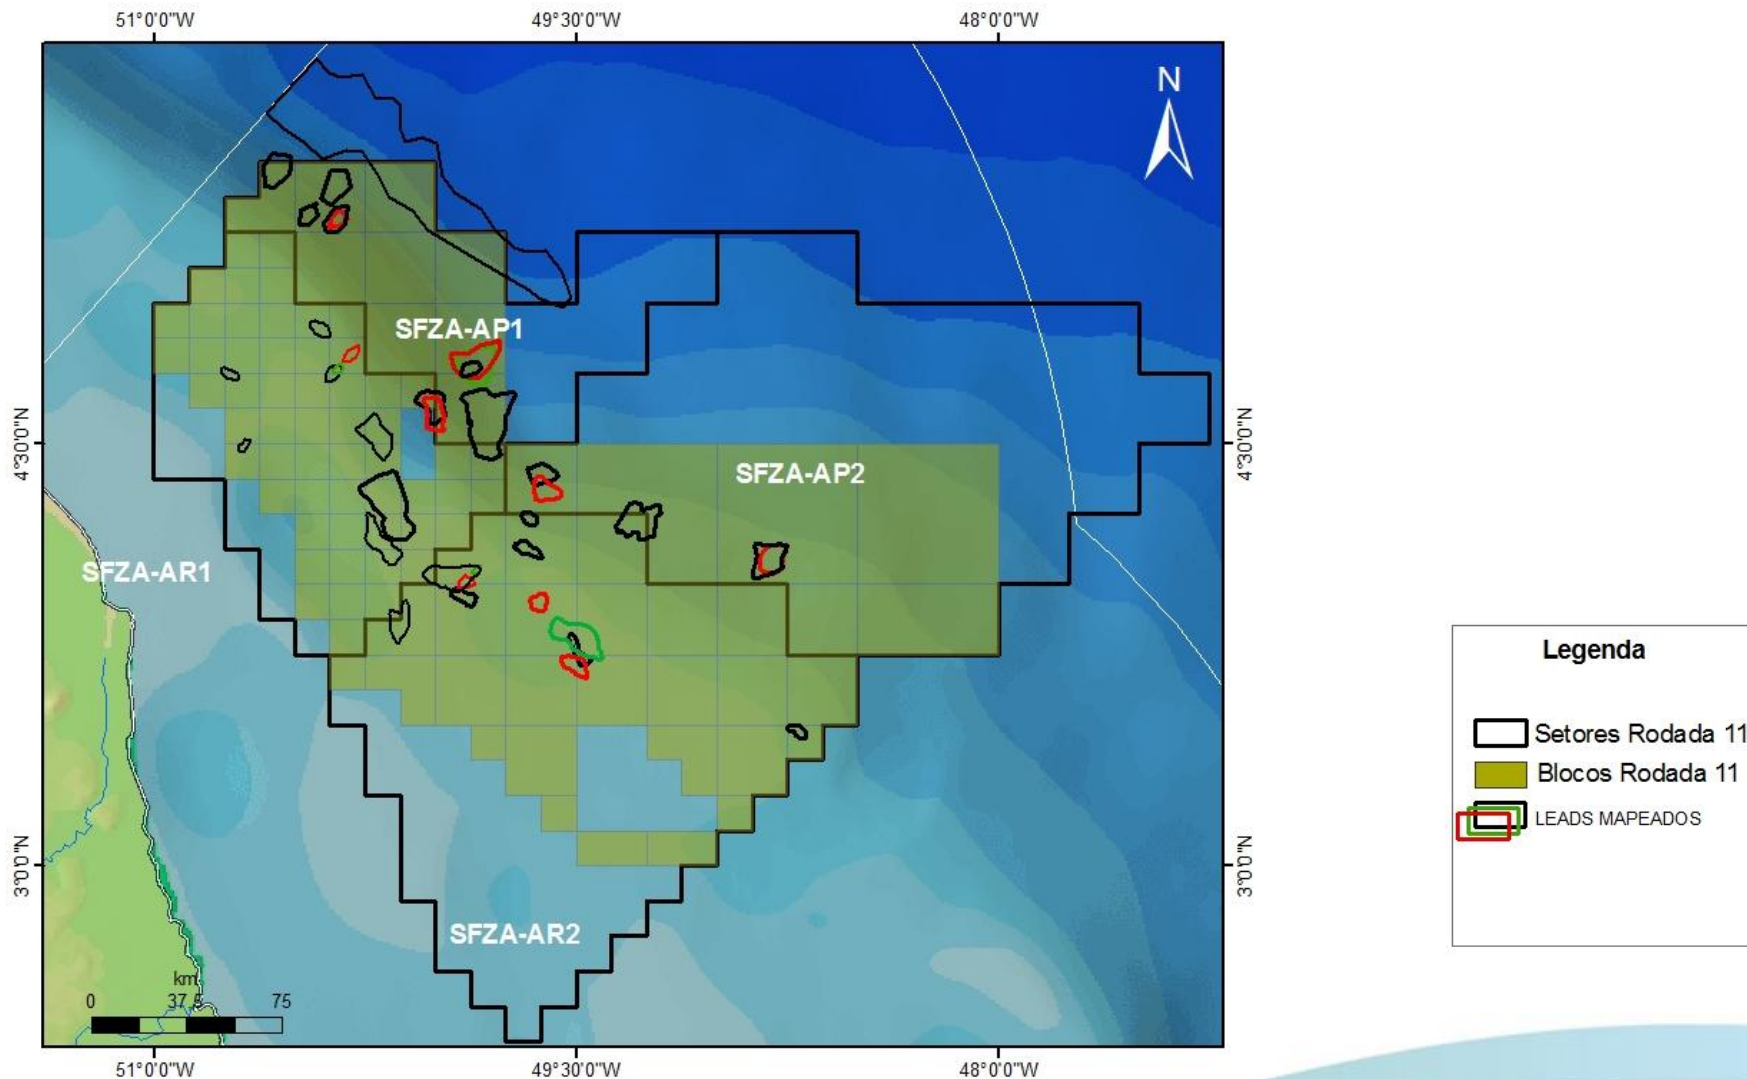 51°0'0"W
49°30'0"W
48°0'0"W
N
SFZA-AP1
4°30'0"N
4°30'0"N
SFZA-AP2
SFZA-AR1
Legenda
Setores Rodada 11
Blocos Rodada 11
LEADS MAPEADOS
3°0'0"N
3°0'0"N
SFZA-AR2
km
0 37,5 75
51°0'0"W
49°30'0"W
48°0'0"W